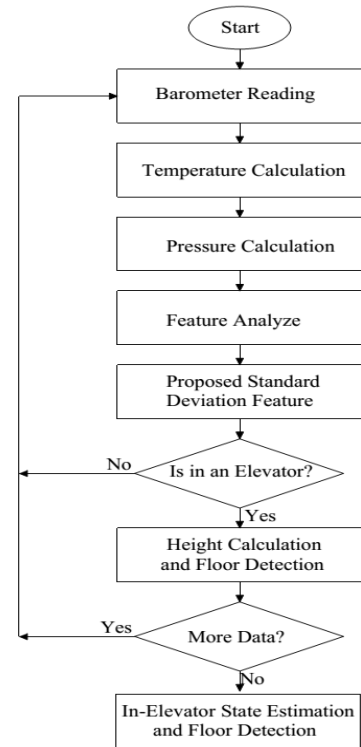 Start
Barometer Reading
Temperature Calculation
Pressure Calculation
Feature Analyze
Proposed Standard
Deviation Feature
No
Is in an Elevator?
Yes
Height Calculation
and Floor Detection
Yes
More Data?
No
In-Elevator State Estimation
and Floor Detection